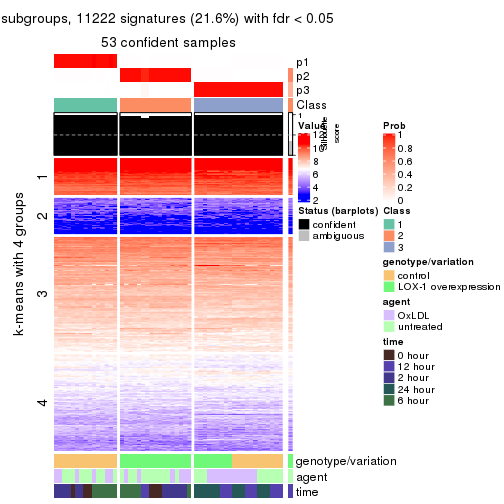 subgroups, 11222 signatures (21.6%) with fdr < 0.05
53 confident samples
p1
p2
p3
Class
1
silhouette
score
k-means with 4 groups
1
2
3
4
genotype/variation
agent
time
Value
12
10
8
6
4
2
Status (barplots)
confident
ambiguous
Prob
1
0.8
0.6
0.4
0.2
0
Class
1
2
3
genotype/variation
control
LOX-1 overexpression
agent
OxLDL
untreated
time
0 hour
12 hour
2 hour
24 hour
6 hour